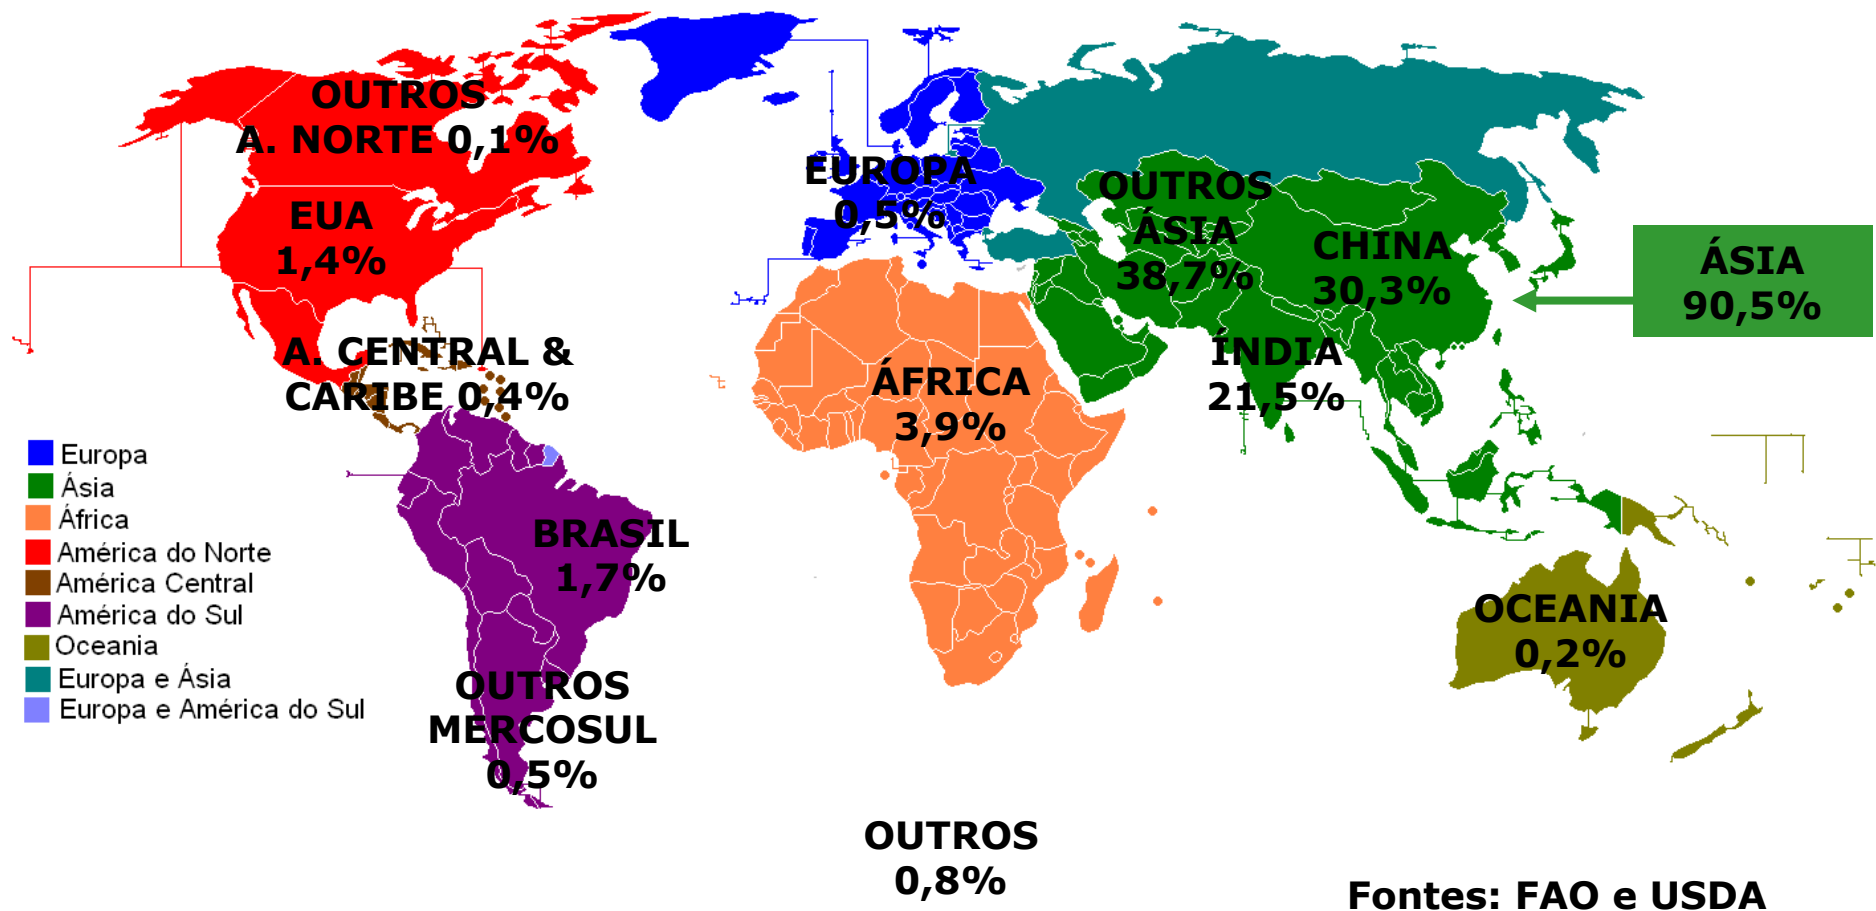 OUTROS
A. NORTE 0,1%
EUA
1,4%
A. CENTRAL &
CARIBE 0,4%
EUROPA
0,5%
OUTROS
ÁSIA
38,7%
CHINA
30,3%
ÁSIA
90,5%
ÍNDIA
21,5%
ÁFRICA
3,9%
BRASIL
1,7%
OUTROS
MERCOSUL
0,5%
OCEANIA
0,2%
Europa
Ásia
África
América do Norte
América Central
América do Sul
Oceania
Europa e Ásia
Europa e América do Sul
OUTROS
0,8%
Fontes: FAO e USDA